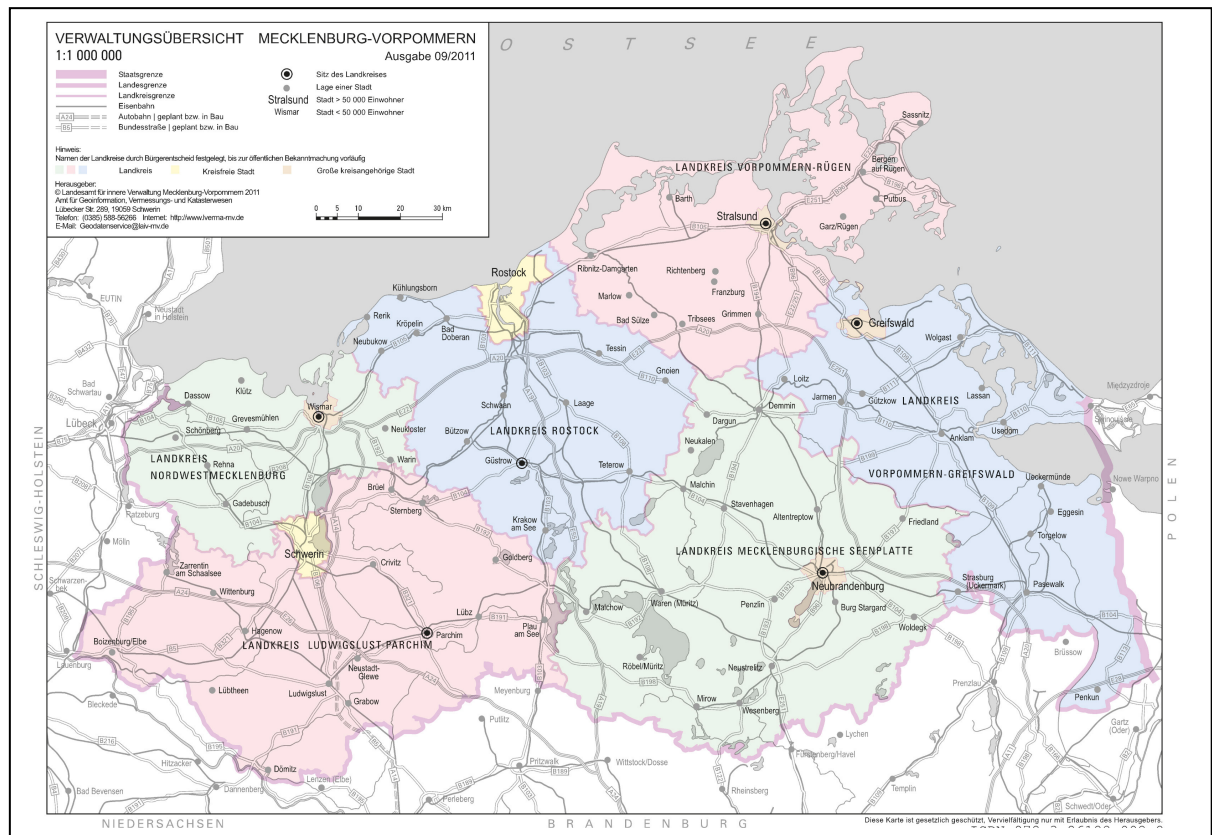 VERWALTUNGSÜBERSICHT MECKLENBURG-VORPOMMERN
1:1 000 000
Ausgabe 09/2011
Staatsgrenze
Landesgrenze
Landkreisgrenze
Eisenbahn
A24 Autobahn | geplant bzw. in Bau
B5 Bundesstraße | geplant bzw. in Bau
Sitz des Landkreises
Lage einer Stadt
Stralsund Stadt > 50 000 Einwohner
Wismar Stadt < 50 000 Einwohner
Hinweis:
Namen der Landkreise durch Bürgerentscheid festgelegt, bis zur öffentlichen Bekanntmachung vorläufig
Landkreis Kreisfreie Stadt Große kreisangehörige Stadt
Herausgeber:
© Landesamt für innere Verwaltung Mecklenburg-Vorpommern 2011
Amt für Geoinformation, Vermessungs- und Katasterwesen
Lübecker Str. 289, 19059 Schwerin
Telefon: (0385) 588-56266 Internet: http://www.lverma-mv.de
E-Mail: Geodatenservice@laiv-mv.de
0 5 10 20 30 km
OSTSEE
Sassnitz
LANDKREIS VORPOMMERN-RÜGEN
Bergen
auf Rügen
Putbus
Garz/Rügen
Barth
Stralsund
Ribnitz-Damgarten
Richtenberg
Franzburg
Marlow
Bad Sülze
Tribsees
Grimmen
Rostock
Kühlungsborn
Rerik
Kröpelin
Bad
Doberan
Neubukow
Tessin
Gnoien
Greifswald
Wolgast
Loitz
Lassan
Gützkow
Jarmen
Demmin
Dargun
LANDKREIS
Usedom
Anklam
VORPOMMERN-GREIFSWALD
Ueckermünde
Eggesin
Torgelow
Pasewalk
Strasburg
(Uckermark)
Penkun
EUTIN
Neustadt
in Holstein
Bad
Schwartau
Lübeck
Klütz
Dassow
Grevesmühlen
Schönberg
Wismar
Neukloster
Warin
LANDKREIS
NORDWESTMECKLENBURG
Rehna
Gadebusch
Schwaan
Laage
Bützow
LANDKREIS ROSTOCK
Güstrow
Teterow
Krakow
am See
Brüel
Sternberg
Neukalen
Malchin
Stavenhagen
Altentreptow
Friedland
LANDKREIS MECKLENBURGISCHE SEENPLATTE
Neubrandenburg
Burg Stargard
Woldegk
Penzlin
Waren (Müritz)
Malchow
Röbel/Müritz
Neustrelitz
Mirow
Wesenberg
Ratzeburg
Mölln
Schwarzen-
bek
Zarrentin
am Schaalsee
Wittenburg
Schwerin
Crivitz
Goldberg
Lübz
Parchim
Plau
am See
Hagenow
LANDKREIS LUDWIGSLUST-PARCHIM
Boizenburg/Elbe
Lauenburg
Neustadt-
Glewe
Lübtheen
Ludwigslust
Grabow
Dömitz
Bleckede
Hitzacker
Bad Bevensen
Dannenberg
Lenzen (Elbe)
Perleberg
Putlitz
Pritzwalk
Meyenburg
Wittstock/Dosse
Rheinsberg
Fürstenberg/Havel
Lychen
Templin
Prenzlau
Brüssow
Gartz
(Oder)
Schwedt/Oder
Międzyzdroje
Świnoujście
Nowe Warpno
SCHLESWIG-HOLSTEIN
POLEN
NIEDERSACHSEN
BRANDENBURG
Diese Karte ist gesetzlich geschützt, Vervielfältigung nur mit Erlaubnis des Herausgebers.